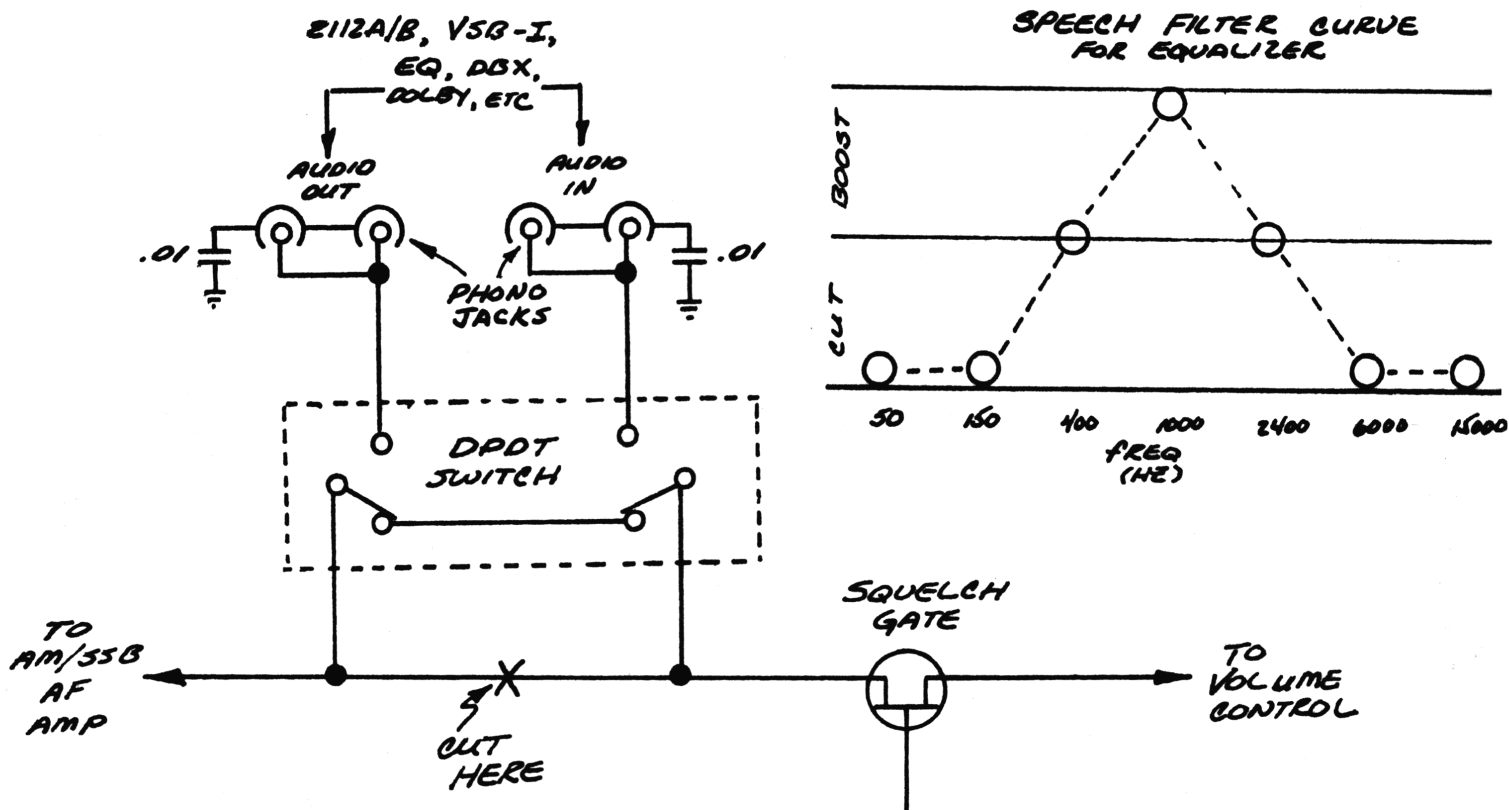 2112A/B, VSB-I,
EQ, DBX,
DOLBY, ETC
AUDIO
OUT
AUDIO
IN
.01
.01
PHONO
JACKS
DPDT
SWITCH
TO
AM/SSB
AF
AMP
CUT
HERE
SQUELCH
GATE
TO
VOLUME
CONTROL
SPEECH FILTER CURVE
FOR EQUALIZER
BOOST
CUT
50 150 400 1000 2400 6000 15000
FREQ
(HZ)